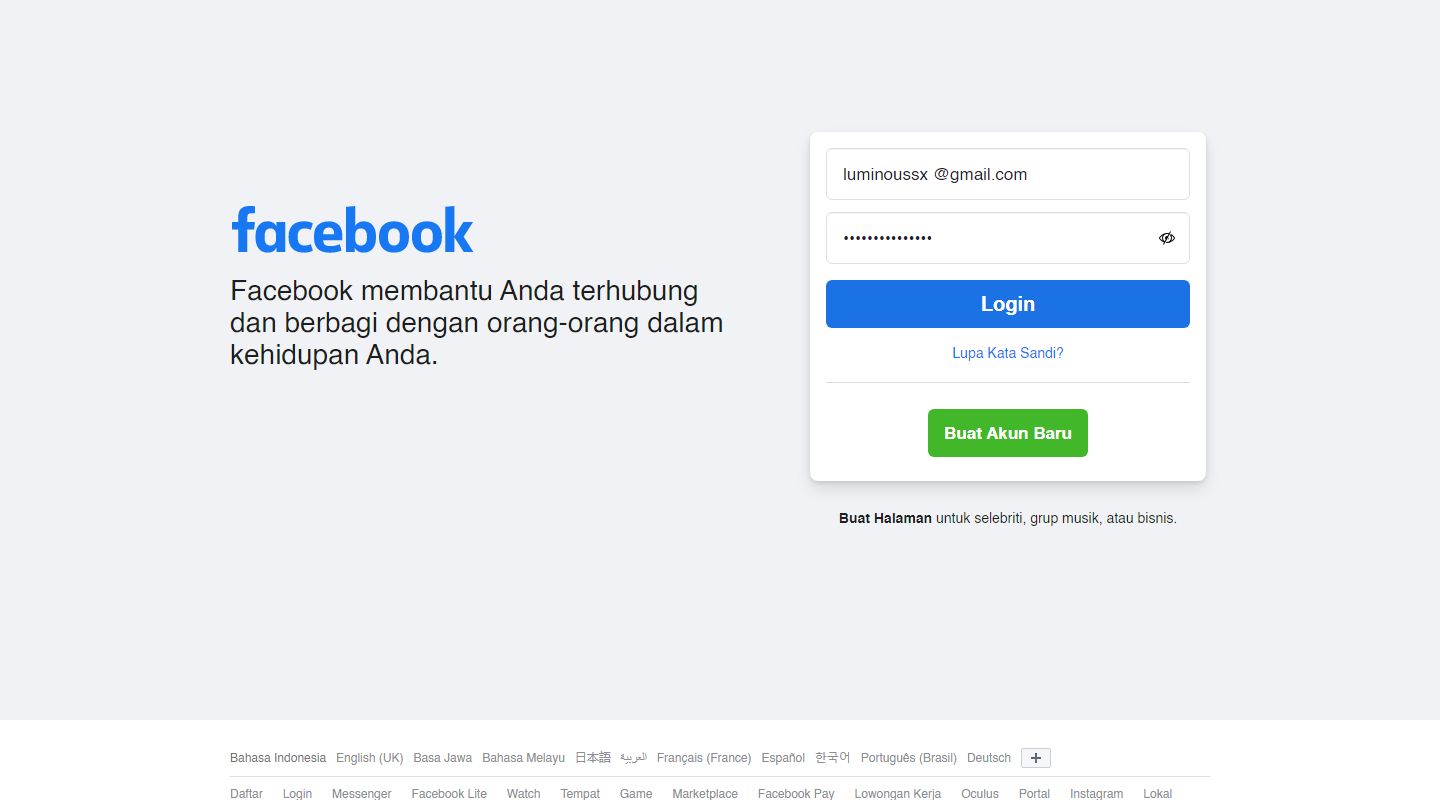 facebook
Facebook membantu Anda terhubung
dan berbagi dengan orang-orang dalam
kehidupan Anda.
luminoussx @gmail.com
•••••••••••••••
Login
Lupa Kata Sandi?
Buat Akun Baru
Buat Halaman untuk selebriti, grup musik, atau bisnis.
Bahasa Indonesia English (UK) Basa Jawa Bahasa Melayu 日本語 العربية Français (France) Español 한국어 Português (Brasil) Deutsch +
Daftar Login Messenger Facebook Lite Watch Tempat Game Marketplace Facebook Pay Lowongan Kerja Oculus Portal Instagram Lokal